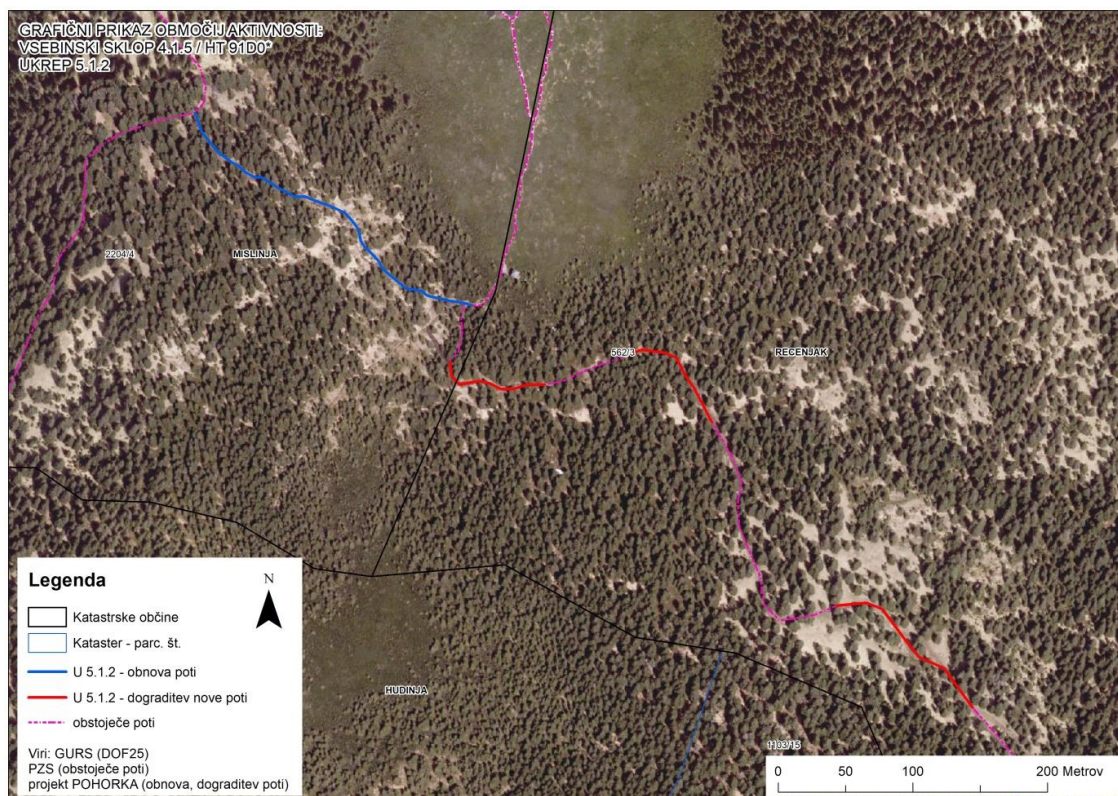 GRAFIČNI PRIKAZ OBMOČIJ AKTIVNOSTI:
VSEBINSKI SKLOP 4.1.5 / HT 91D0*
UKREP 5.1.2
2204/4
MISLINJA
562/3
RECENJAK
HUDINJA
1103/15
Legenda
N
Katastrske občine
Kataster - parc. št.
U 5.1.2 - obnova poti
U 5.1.2 - dograditev nove poti
obstoječe poti
Viri: GURS (DOF25)
PZS (obstoječe poti)
projekt POHORKA (obnova, dograditev poti)
0 50 100 200 Metrov